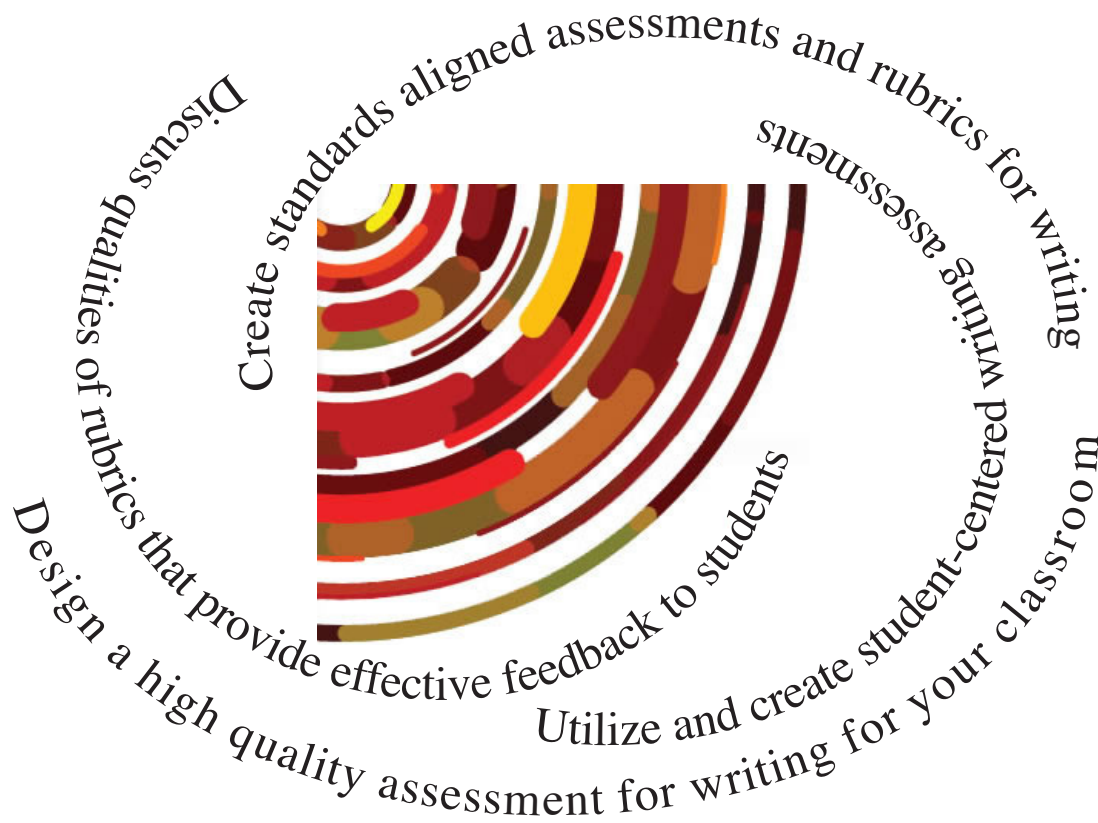 Create standards aligned assessments and rubrics for writing
Discuss qualities of rubrics that provide effective feedback to students
Utilize and create student-centered writing assessments
Design a high quality assessment for writing for your classroom